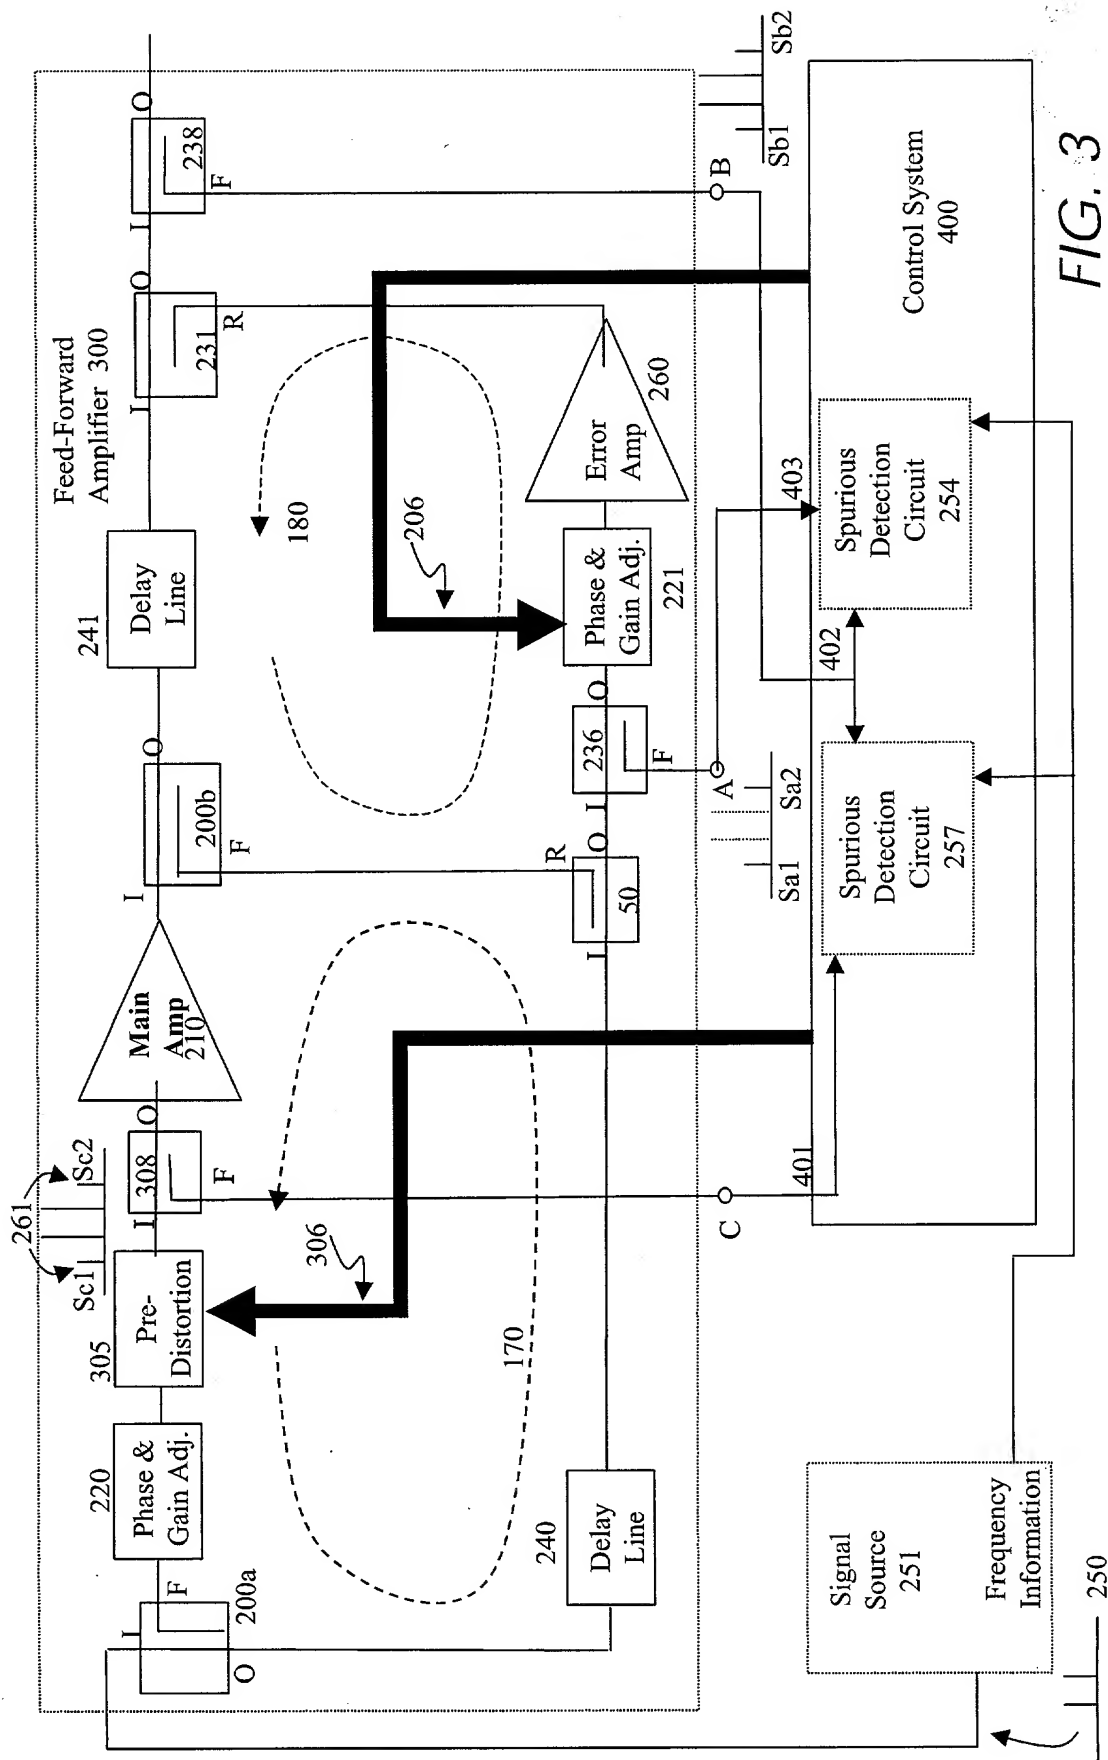 Feed-Forward
Amplifier 300
261
Sc1
Sc2
220
Phase &
Gain Adj.
305
Pre-
Distortion
I
308
O
F
Main
Amp
210
I
200b
O
F
241
Delay
Line
I
231
O
R
I
238
O
F
I
F
200a
O
170
306
180
206
240
Delay
Line
I
50
R
O
I
236
O
F
Phase &
Gain Adj.
221
Error
Amp
260
C
A
B
Sa1
Sa2
Sb1
Sb2
401
402
403
Signal
Source
251
Frequency
Information
250
Spurious
Detection
Circuit
257
Spurious
Detection
Circuit
254
Control System
400
FIG. 3